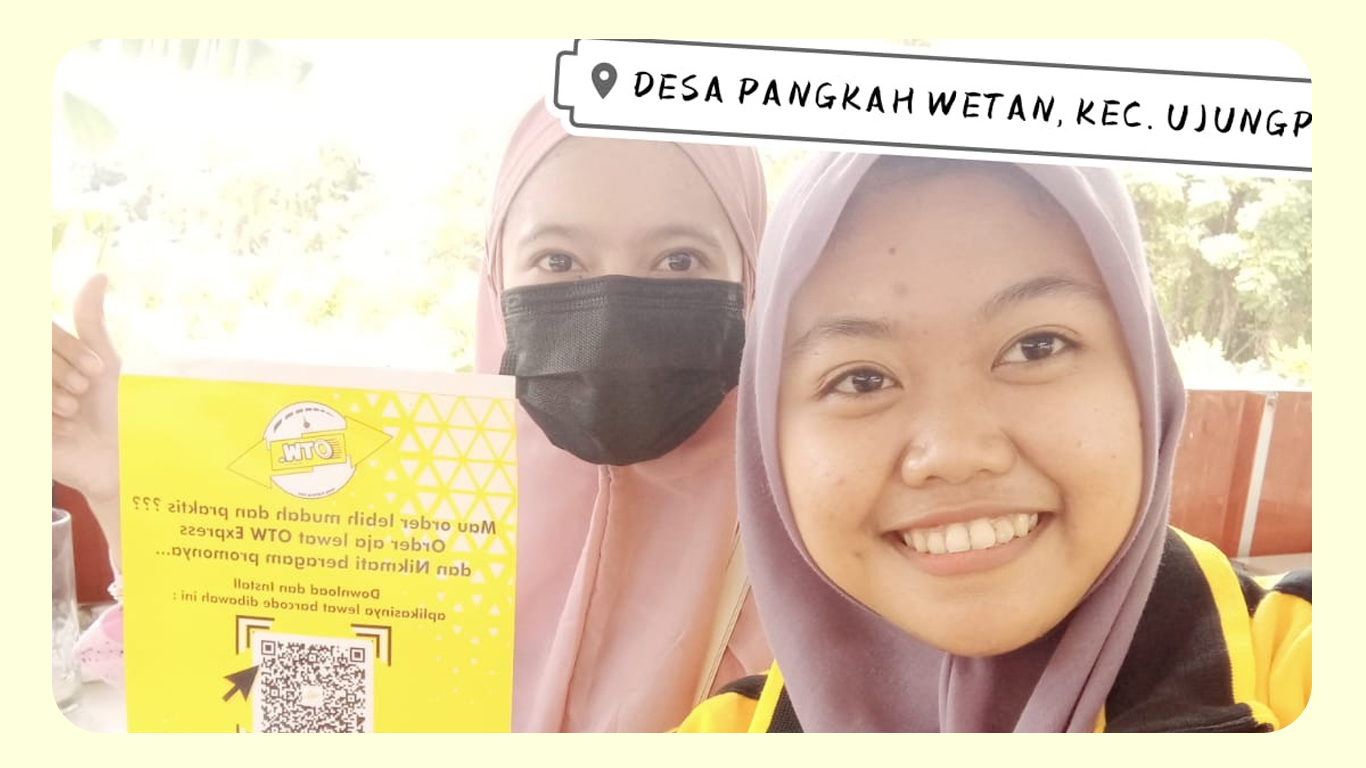 DESA PANGKAH WETAN, KEC. UJUNGP
OTW.
Mau order lebih mudah dan praktis ???
Order aja lewat OTW Express
dan Nikmati beragam promonya...
Download dan Install
aplikasinya lewat barcode dibawah ini :